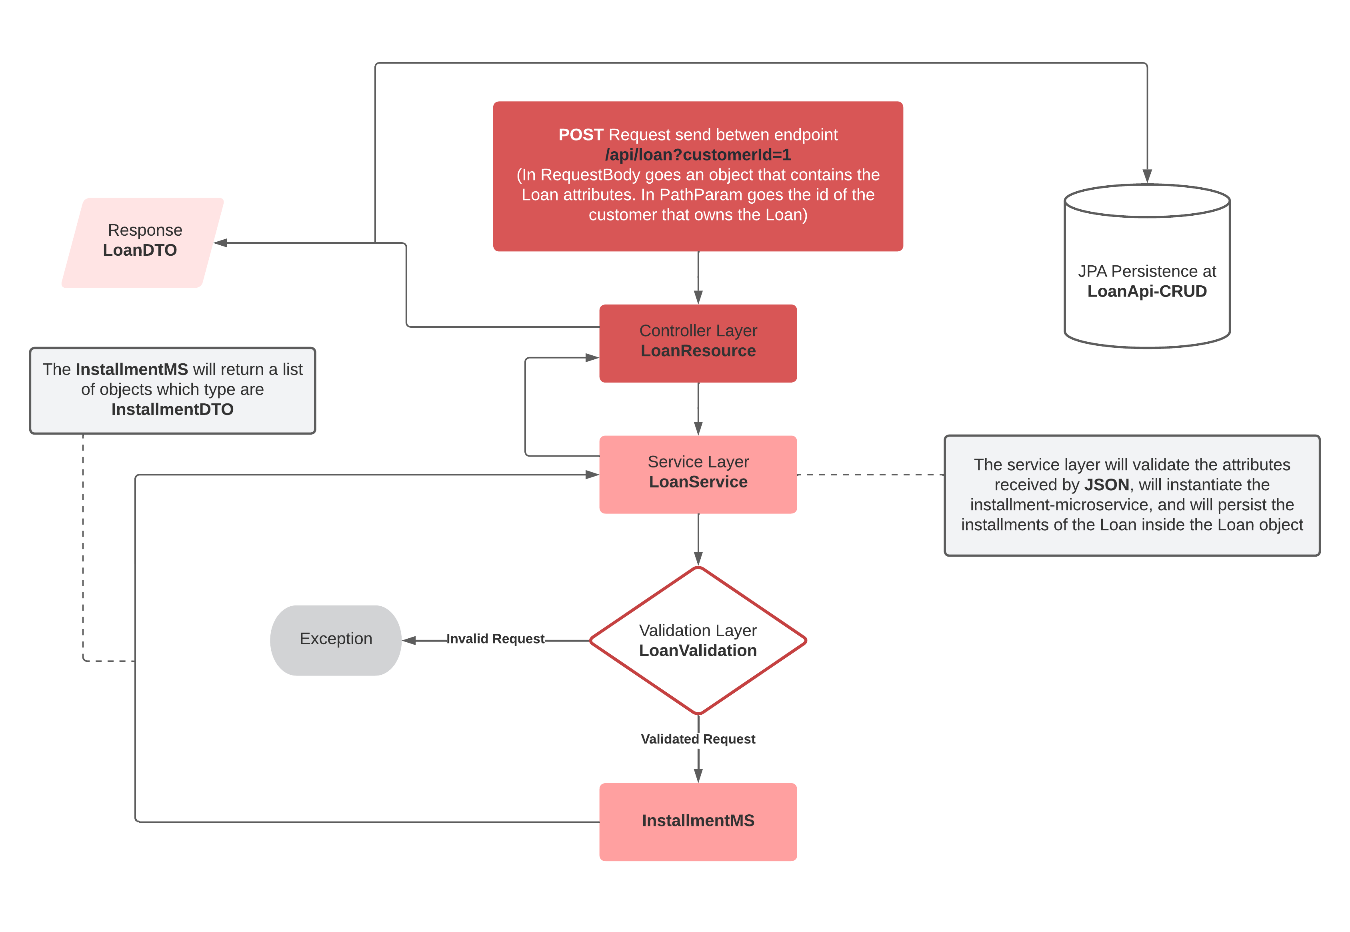 POST Request send betwen endpoint
/api/loan?customerId=1
(In RequestBody goes an object that contains the
Loan attributes. In PathParam goes the id of the
customer that owns the Loan)
Response
LoanDTO
JPA Persistence at
LoanApi-CRUD
Controller Layer
LoanResource
The InstallmentMS will return a list
of objects which type are
InstallmentDTO
Service Layer
LoanService
The service layer will validate the attributes
received by JSON, will instantiate the
installment-microservice, and will persist the
installments of the Loan inside the Loan object
Exception
Invalid Request
Validation Layer
LoanValidation
Validated Request
InstallmentMS